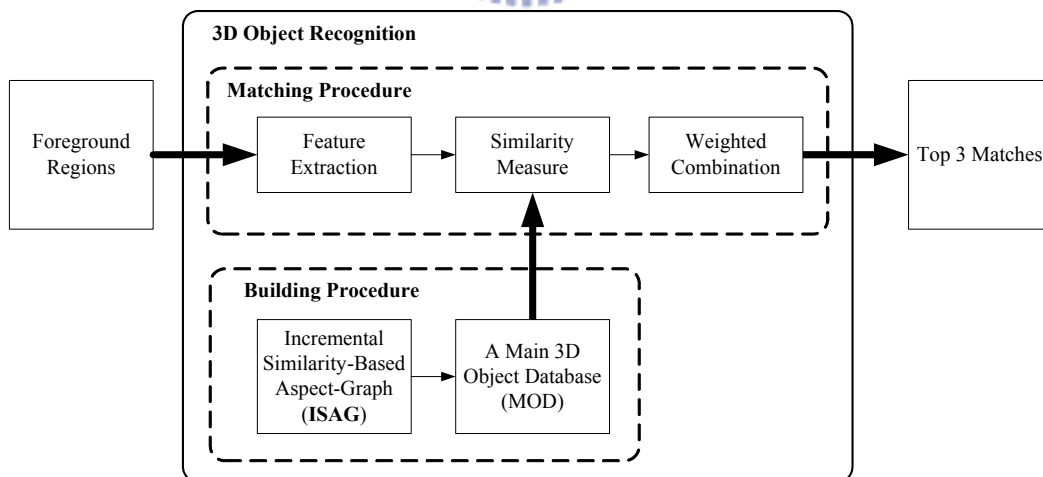 3D Object Recognition
Matching Procedure
Foreground
Regions
Feature
Extraction
Similarity
Measure
Weighted
Combination
Top 3 Matches
Building Procedure
Incremental
Similarity-Based
Aspect-Graph
(ISAG)
A Main 3D
Object Database
(MOD)